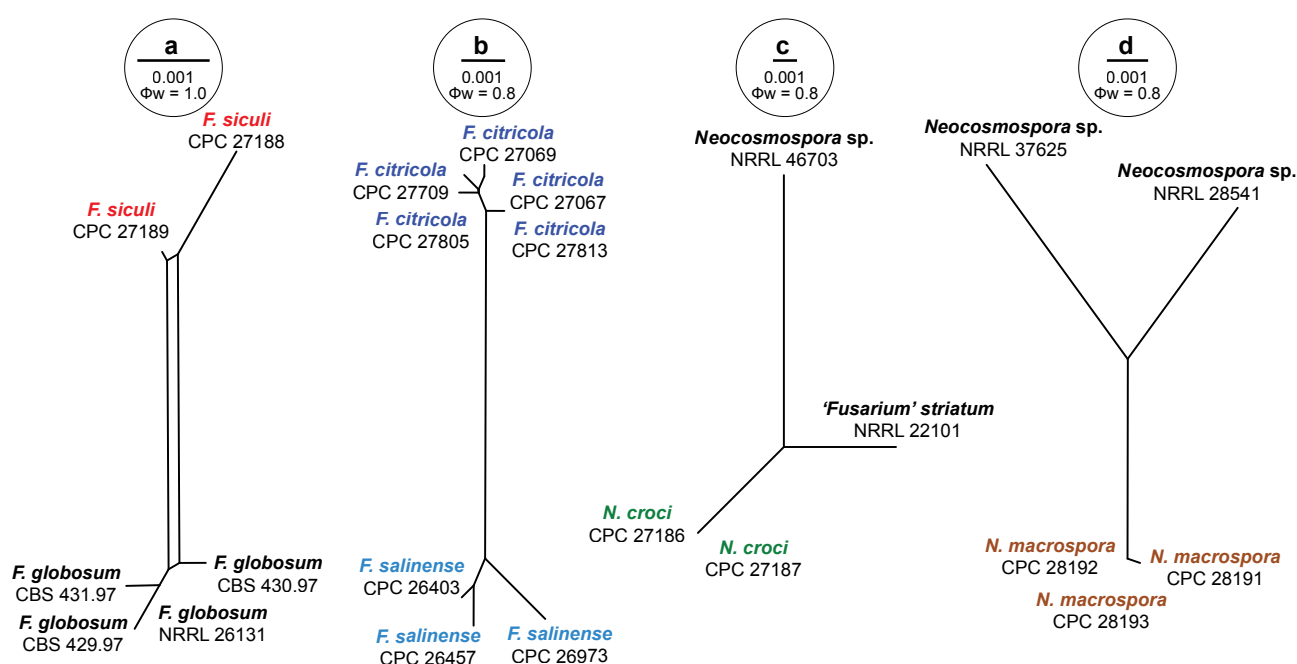 a
0.001
Φw = 1.0
F. siculi
CPC 27188
F. siculi
CPC 27189
F. globosum
CBS 431.97
F. globosum
CBS 430.97
F. globosum
CBS 429.97
F. globosum
NRRL 26131
b
0.001
Φw = 0.8
F. citricola
CPC 27069
F. citricola
CPC 27709
F. citricola
CPC 27067
F. citricola
CPC 27805
F. citricola
CPC 27813
F. salinense
CPC 26403
F. salinense
CPC 26457
F. salinense
CPC 26973
c
0.001
Φw = 0.8
Neocosmospora sp.
NRRL 46703
‘Fusarium’ striatum
NRRL 22101
N. croci
CPC 27186
N. croci
CPC 27187
d
0.001
Φw = 0.8
Neocosmospora sp.
NRRL 37625
Neocosmospora sp.
NRRL 28541
N. macrospora
CPC 28192
N. macrospora
CPC 28191
N. macrospora
CPC 28193